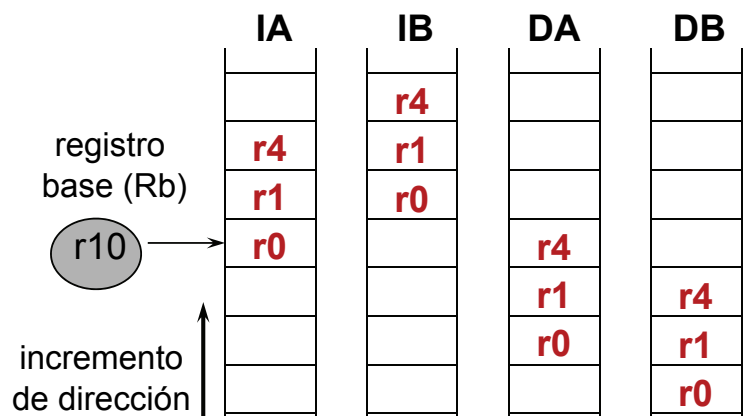 IA IB DA DB
r4
registro r4 r1
base (Rb) r1 r0
r10 r0 r4
r1 r4
incremento r0 r1
de dirección r0